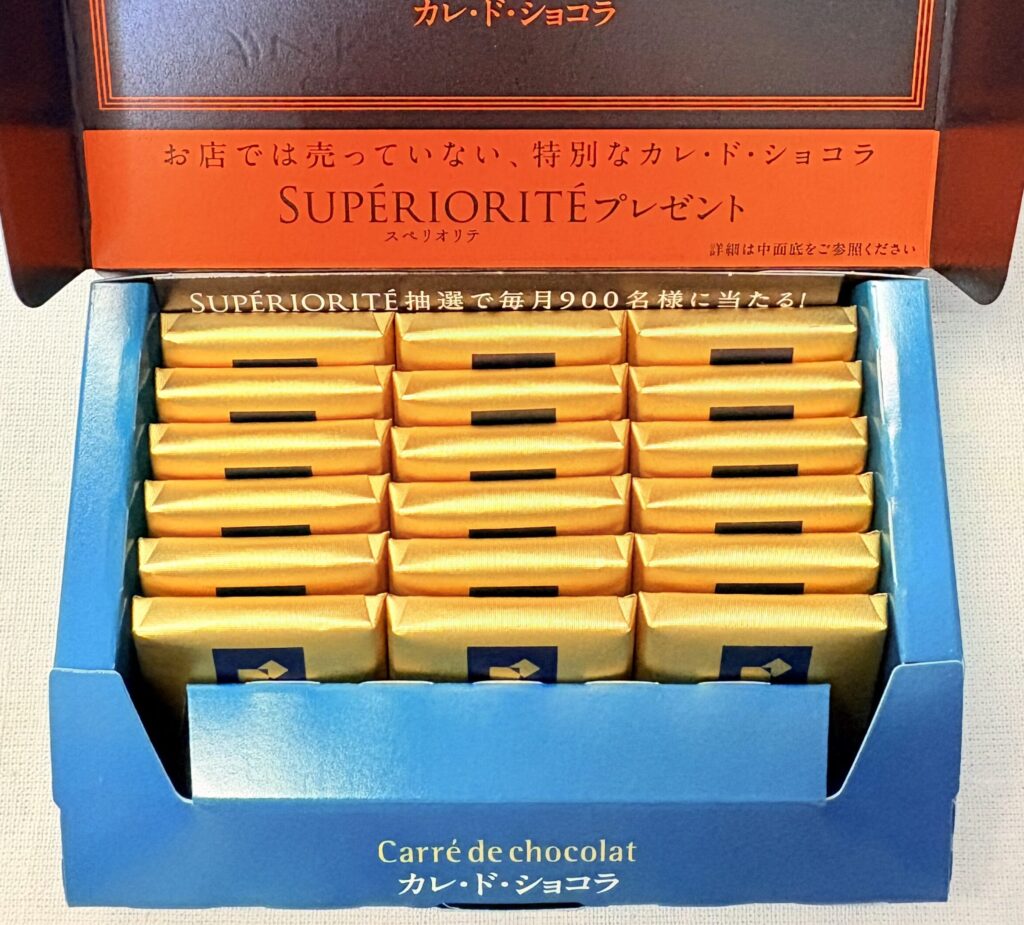 カレ・ド・ショコラ
お店では売っていない、特別なカレ・ド・ショコラ
SUPÉRIORITÉプレゼント
スペリオリテ
詳細は中面底をご参照ください
SUPÉRIORITÉ抽選で毎月900名様に当たる!
Carré de chocolat
カレ・ド・ショコラ